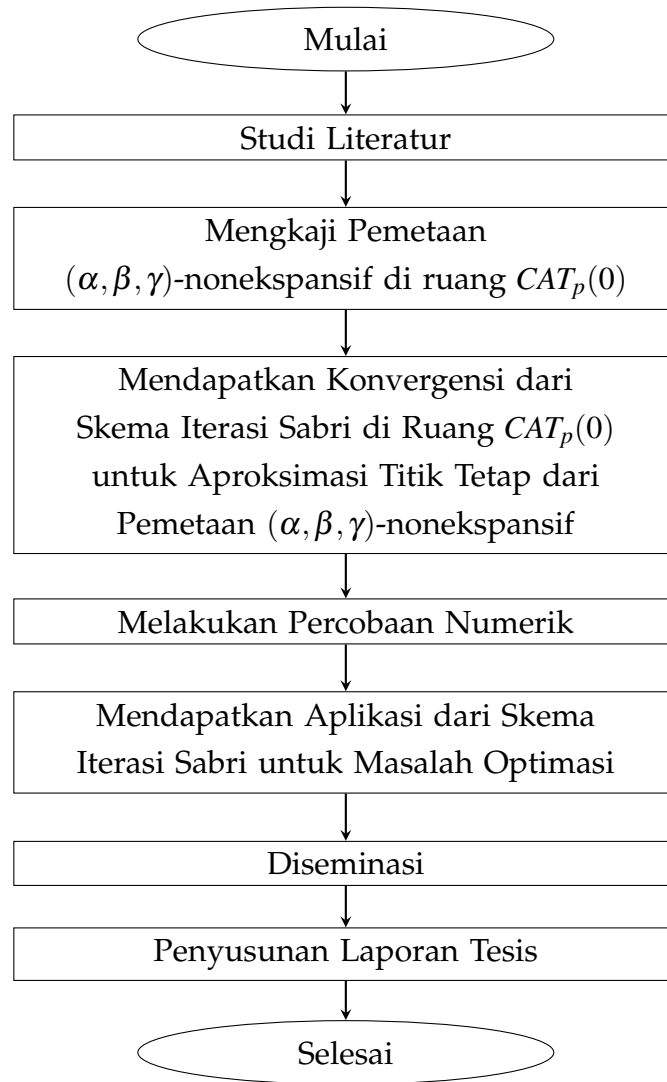 Mulai
Studi Literatur
Mengkaji Pemetaan
(α, β, γ)-nonekspansif di ruang CATₚ(0)
Mendapatkan Konvergensi dari
Skema Iterasi Sabri di Ruang CATₚ(0)
untuk Aproksimasi Titik Tetap dari
Pemetaan (α, β, γ)-nonekspansif
Melakukan Percobaan Numerik
Mendapatkan Aplikasi dari Skema
Iterasi Sabri untuk Masalah Optimasi
Diseminasi
Penyusunan Laporan Tesis
Selesai